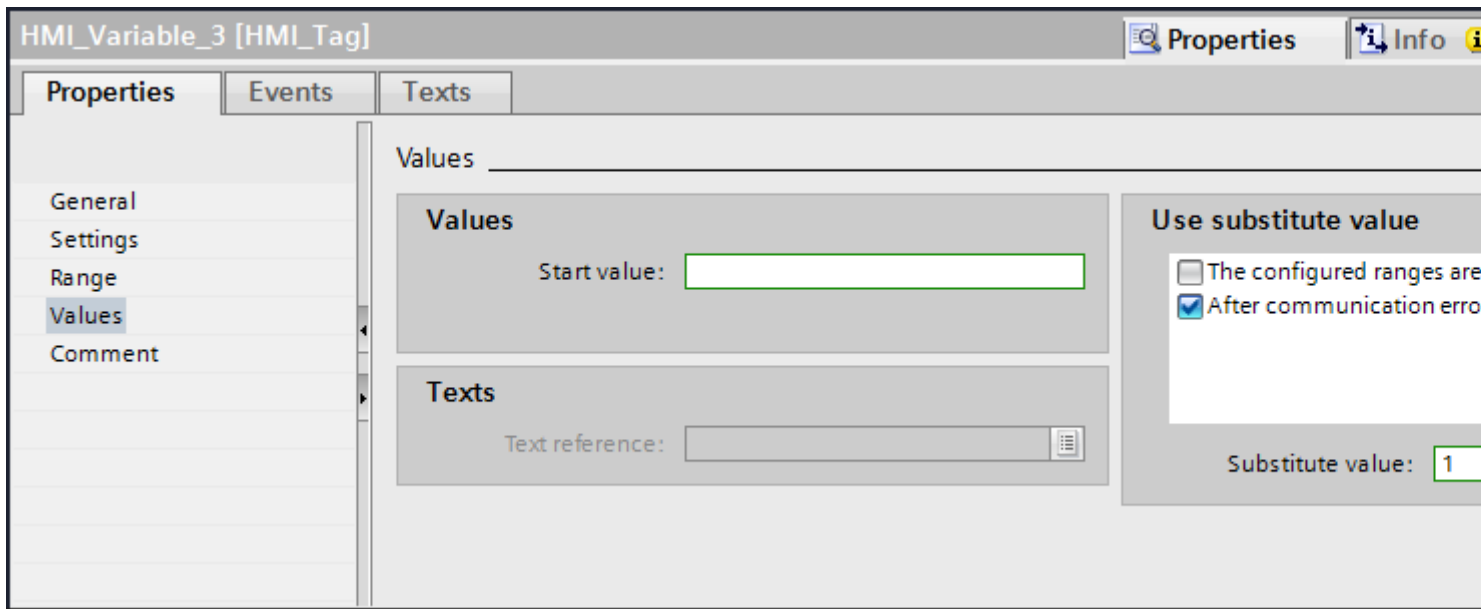 HMI_Variable_3 [HMI_Tag]
Properties
Info
Properties
Events
Texts
General
Settings
Range
Values
Comment
Values
Values
Start value:
Texts
Text reference:
Use substitute value
The configured ranges are
After communication erro
Substitute value: 1